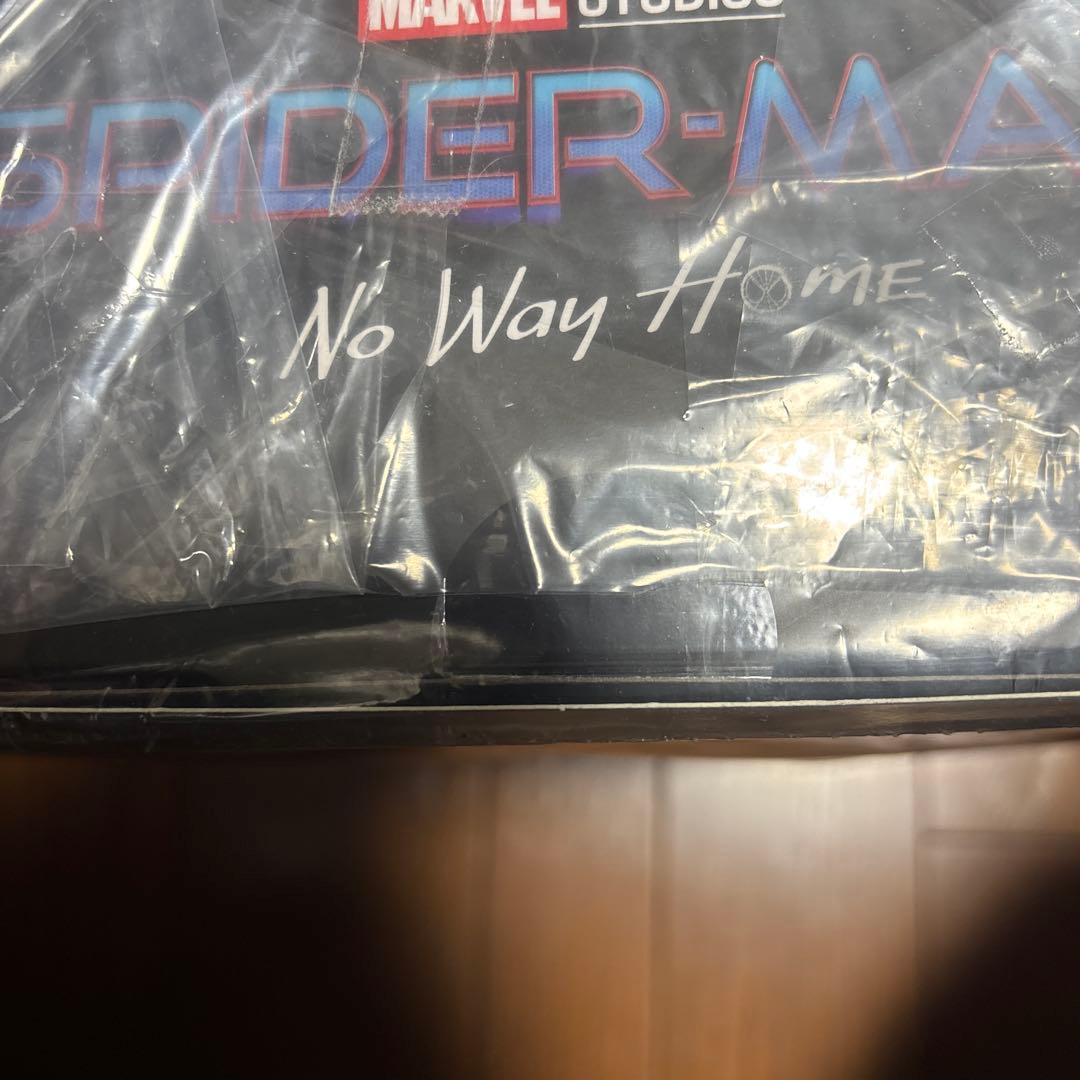 MARVEL STUDIOS
SPIDER-MA
No Way Home